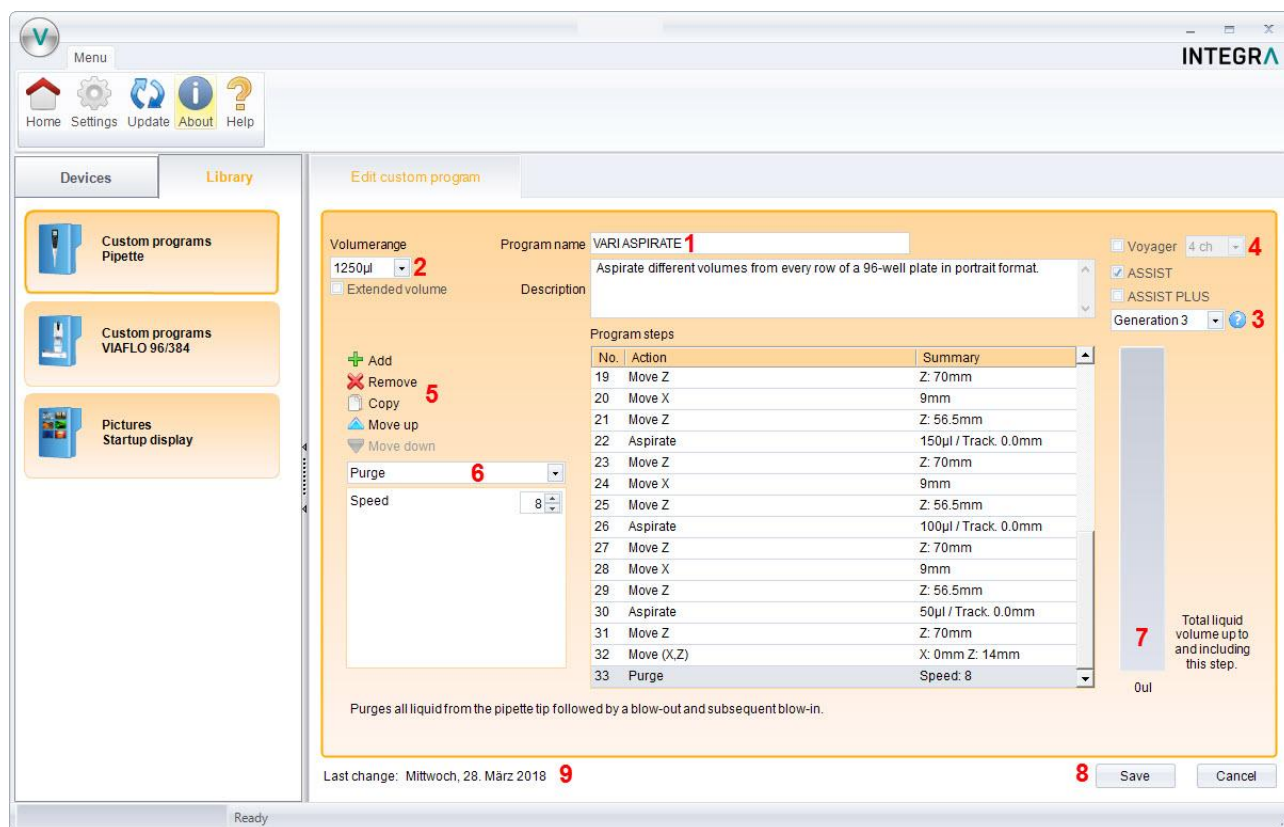 V
Menu
INTEGRA
Home Settings Update About Help
Devices Library Edit custom program
Custom programs
Pipette
Custom programs
VIAFLO 96/384
Pictures
Startup display
Volumerange
1250µl 2
Extended volume
Program name VARI ASPIRATE 1
Description Aspirate different volumes from every row of a 96-well plate in portrait format.
Voyager 4 ch 4
ASSIST
ASSIST PLUS
Generation 3 ? 3
Add
Remove
Copy
Move up
Move down
5
Purge 6
Speed 8
Program steps
No. Action Summary
19 Move Z Z: 70mm
20 Move X 9mm
21 Move Z Z: 56.5mm
22 Aspirate 150µl / Track. 0.0mm
23 Move Z Z: 70mm
24 Move X 9mm
25 Move Z Z: 56.5mm
26 Aspirate 100µl / Track. 0.0mm
27 Move Z Z: 70mm
28 Move X 9mm
29 Move Z Z: 56.5mm
30 Aspirate 50µl / Track. 0.0mm
31 Move Z Z: 70mm
32 Move (X,Z) X: 0mm Z: 14mm
33 Purge Speed: 8
7
Total liquid
volume up to
and including
this step.
0ul
Purges all liquid from the pipette tip followed by a blow-out and subsequent blow-in.
Last change: Mittwoch, 28. März 2018 9
8 Save Cancel
Ready